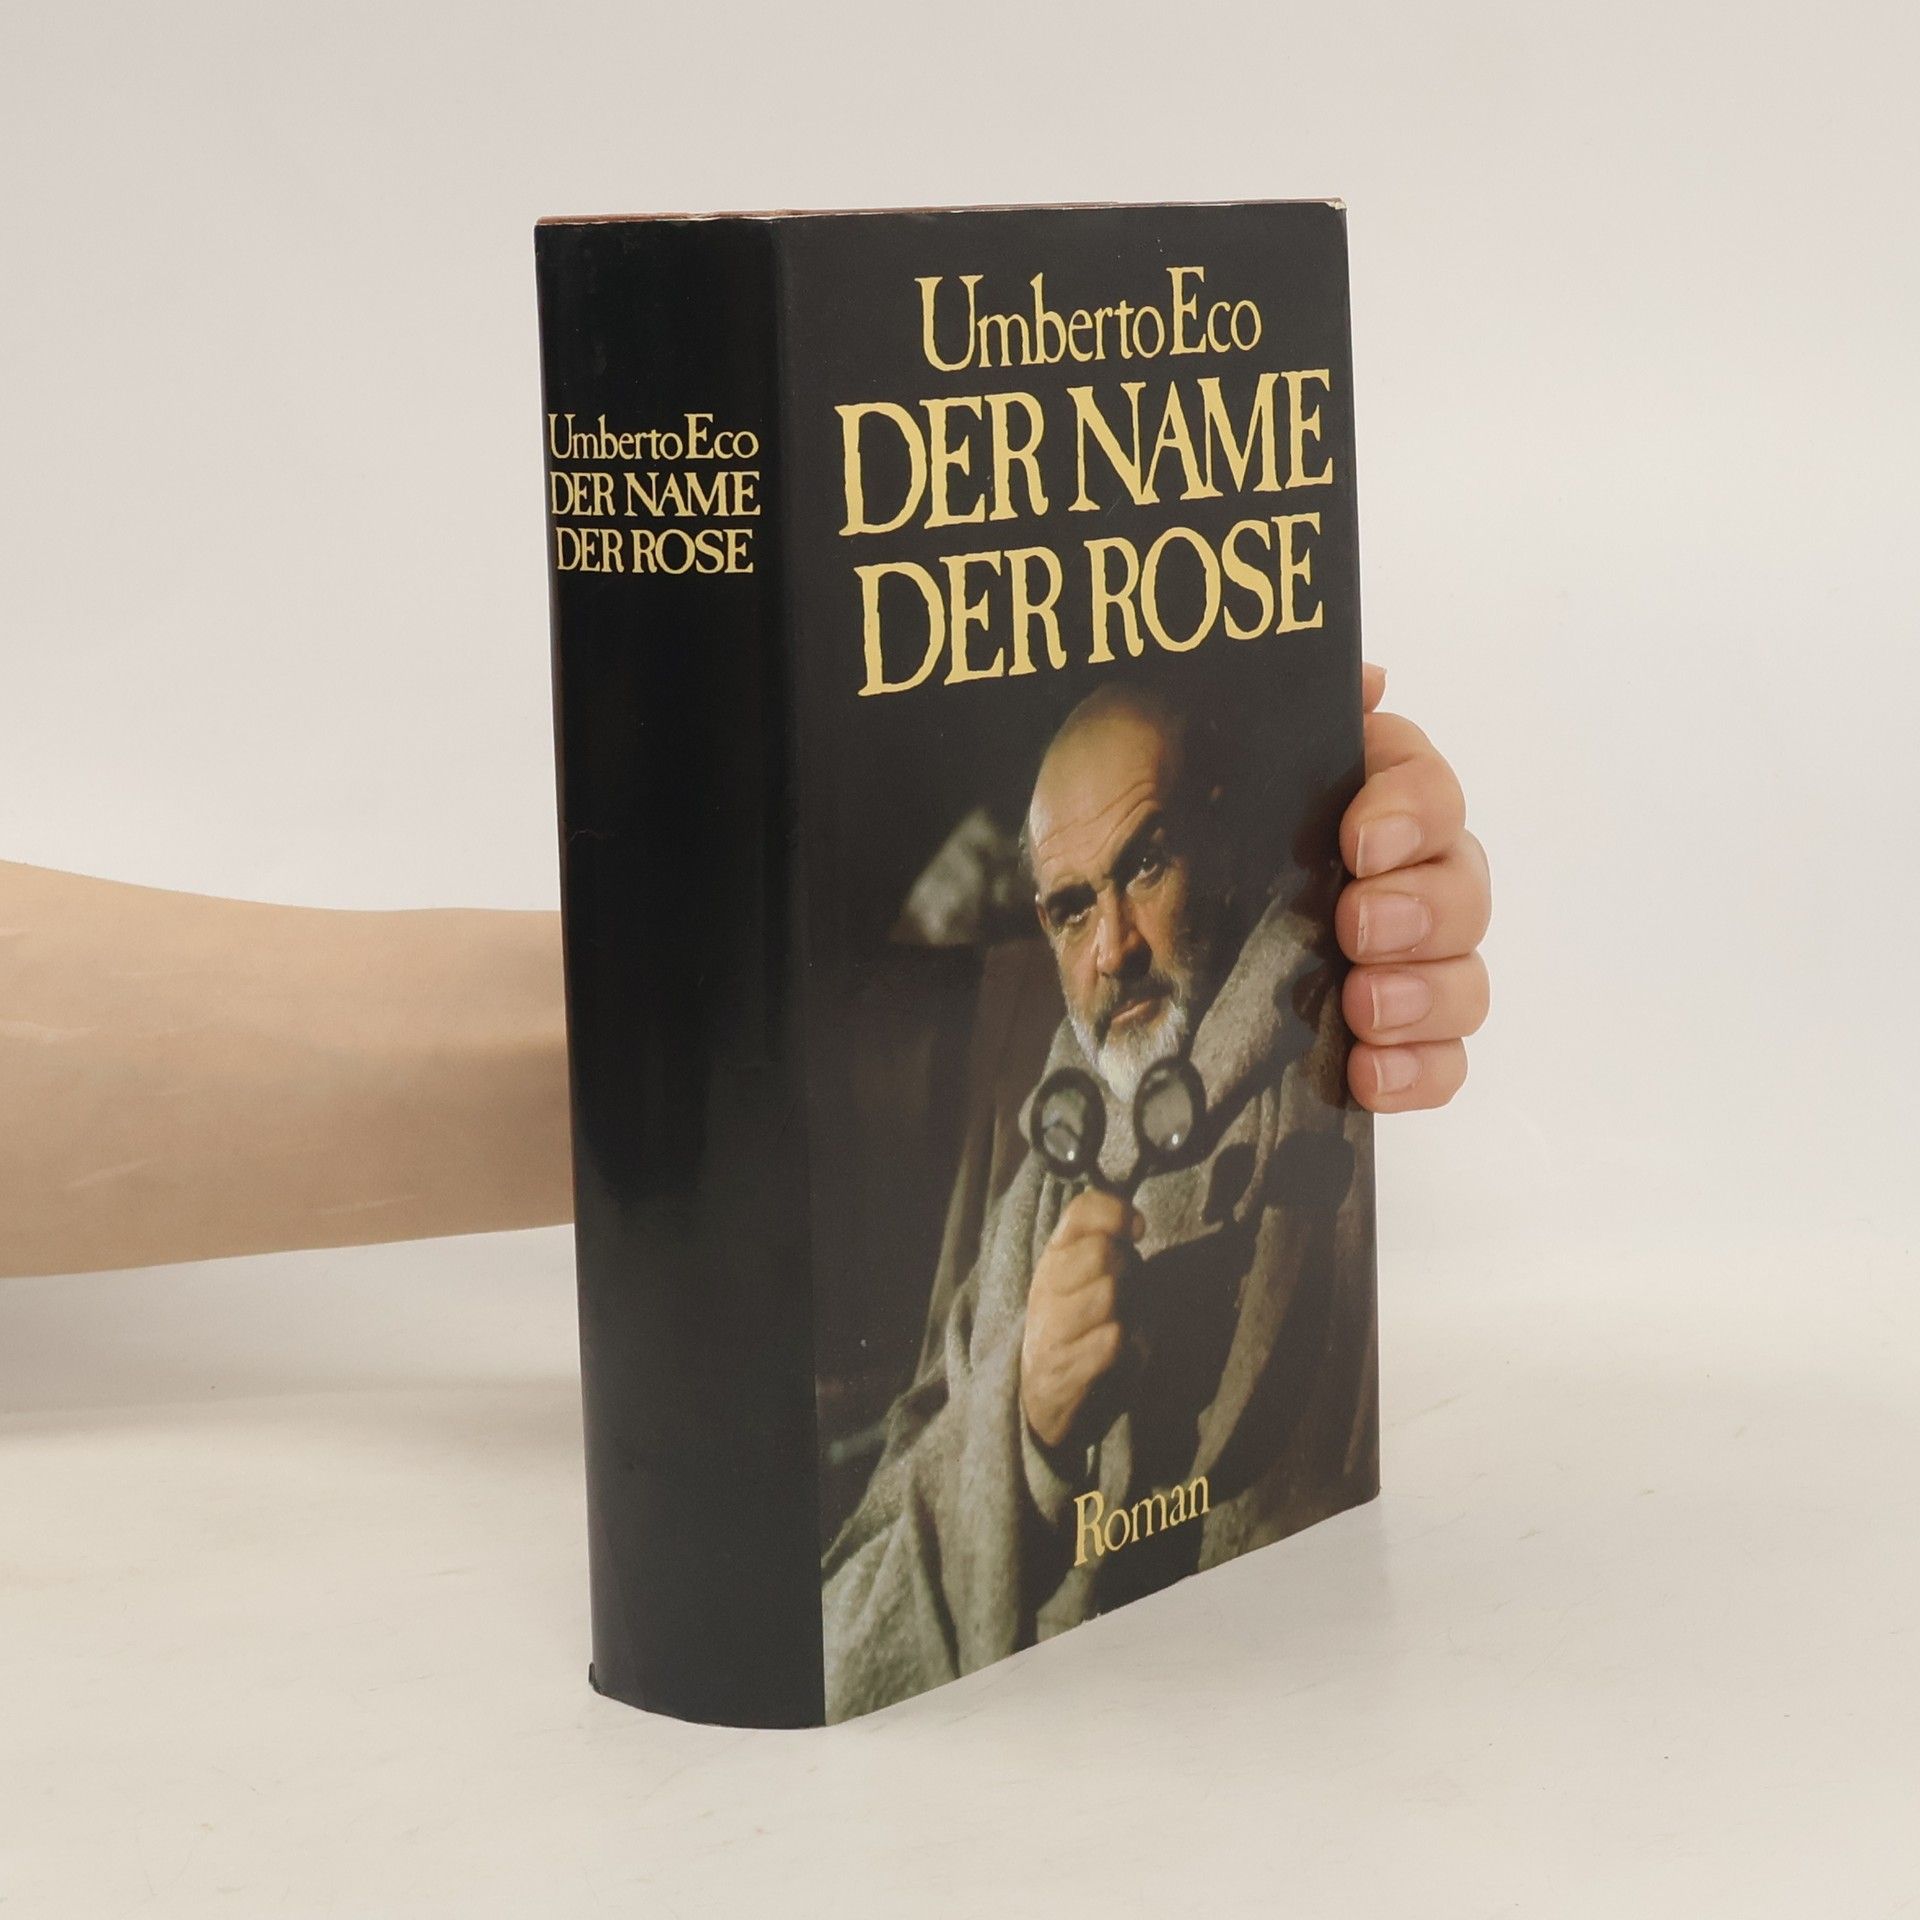 Umberto Eco
DER NAME
DER ROSE
Umberto Eco
DER NAME
DER ROSE
Roman